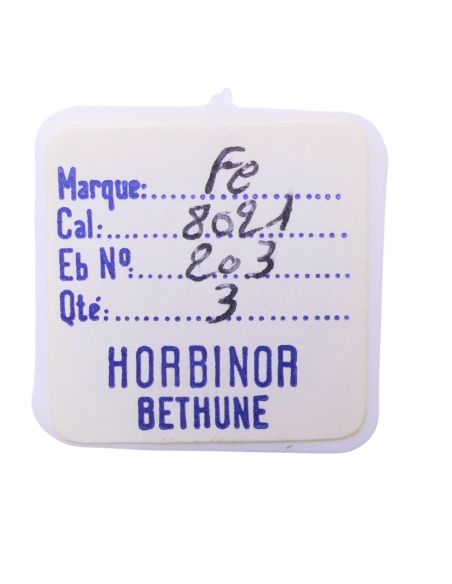 Marque: Fe
Cal: 8021
Eb Nº: 203
Qté: 3
HORBINOR
BETHUNE